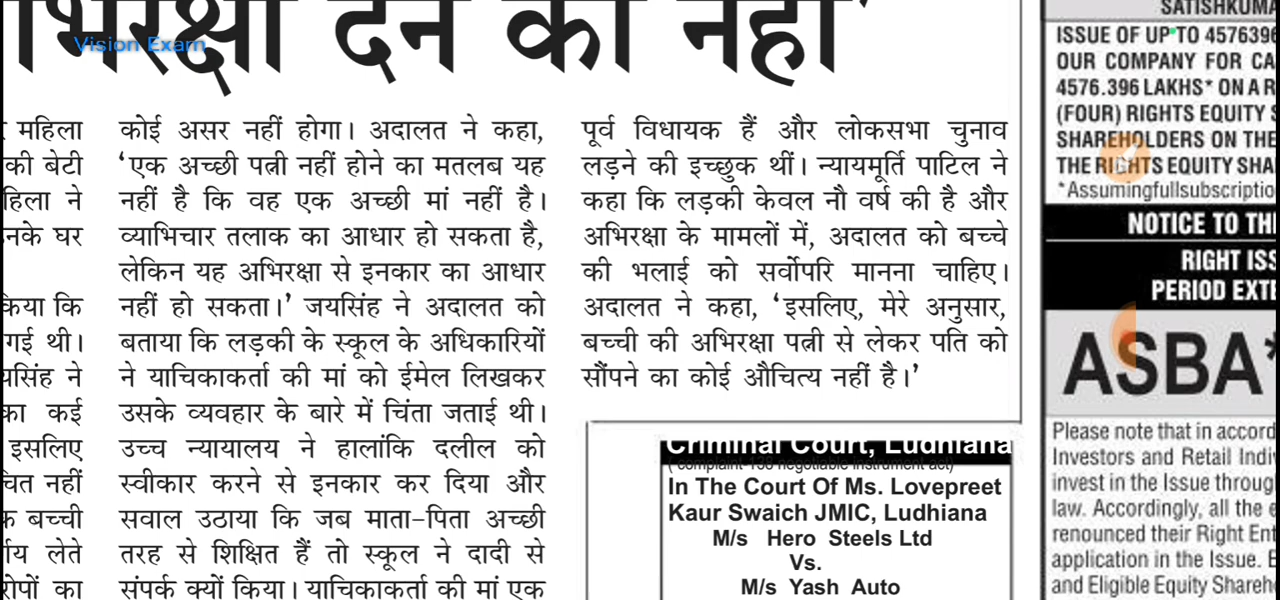 भिरक्षा देने का नहीं’
Vision Exam
महिला
की बेटी
हिला ने
नके घर
कया कि
गई थी।
यसिंह ने
का कई
इसलिए
चित नहीं
बच्ची
लेते
रोपों का
कोई असर नहीं होगा। अदालत ने कहा,
‘एक अच्छी पत्नी नहीं होने का मतलब यह
नहीं है कि वह एक अच्छी मां नहीं है।
व्याभिचार तलाक का आधार हो सकता है,
लेकिन यह अभिरक्षा से इनकार का आधार
नहीं हो सकता।’ जयसिंह ने अदालत को
बताया कि लड़की के स्कूल के अधिकारियों
ने याचिकाकर्ता की मां को ईमेल लिखकर
उसके व्यवहार के बारे में चिंता जताई थी।
उच्च न्यायालय ने हालांकि दलील को
स्वीकार करने से इनकार कर दिया और
सवाल उठाया कि जब माता-पिता अच्छी
तरह से शिक्षित हैं तो स्कूल ने दादी से
संपर्क क्यों किया। याचिकाकर्ता की मां एक
पूर्व विधायक हैं और लोकसभा चुनाव
लड़ने की इच्छुक थीं। न्यायमूर्ति पाटिल ने
कहा कि लड़की केवल नौ वर्ष की है और
अभिरक्षा के मामलों में, अदालत को बच्चे
की भलाई को सर्वोपरि मानना चाहिए।
अदालत ने कहा, ‘इसलिए, मेरे अनुसार,
बच्ची की अभिरक्षा पत्नी से लेकर पति को
सौंपने का कोई औचित्य नहीं है।’
Criminal Court, Ludhiana
( complaint-138 negotiable instrument act)
In The Court Of Ms. Lovepreet
Kaur Swaich JMIC, Ludhiana
M/s Hero Steels Ltd
Vs.
M/s Yash Auto
SATISHKUMA
ISSUE OF UP TO 4576396
OUR COMPANY FOR CA
4576.396 LAKHS* ON A R
(FOUR) RIGHTS EQUITY S
SHAREHOLDERS ON THE
THE RIGHTS EQUITY SHA
*Assumingfullsubscriptio
NOTICE TO TH
RIGHT ISS
PERIOD EXTE
ASBA*
Please note that in accord
Investors and Retail Indi
invest in the Issue throug
law. Accordingly, all the e
renounced their Right Ent
application in the Issue. E
and Eligible Equity Shareh